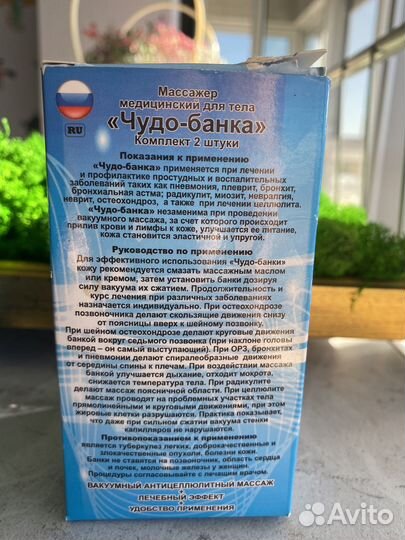 Массажер
медицинский для тела
RU
«Чудо-банка»
Комплект 2 штуки
Показания к применению
«Чудо-банка» применяется при лечении
и профилактике простудных и воспалительных
заболеваний таких как пневмония, плеврит, бронхит,
бронхиальная астма; радикулит, миозит, невралгия,
неврит, остеохондроз, а также при лечении целлюлита.
«Чудо-банка» незаменима при проведении
вакуумного массажа, за счет которого происходит
прилив крови и лимфы к коже, улучшается ее питание,
кожа становится эластичной и упругой.
Руководство по применению
Для эффективного использования «Чудо-банки»
кожу рекомендуется смазать массажным маслом
или кремом, затем установить банки дозируя
силу вакуума их сжатием. Продолжительность и
курс лечения при различных заболеваниях
назначается индивидуально. При остеохондрозе
позвоночника делают скользящие движения снизу
от поясницы вверх к шейному позвонку.
При шейном остеохондрозе делают круговые движения
банкой вокруг седьмого позвонка (при наклоне головы
вперед – он самый выступающий). При ОРЗ, бронхитах
и пневмонии делают спиралеобразные движения
от середины спины к плечам. При воздействии массажа
банкой улучшается дыхание, отходит мокрота,
снижается температура тела. При радикулите
делают массаж поясничной области. При целлюлите
массаж проводят на проблемных участках тела
прямолинейными и круговыми движениями, при этом
жировые клетки разрушаются. Практика показывает,
что даже при сильном сжатии вакуума стенки
капилляров не нарушаются.
Противопоказанием к применению
является туберкулез легких, доброкачественные и
злокачественные опухоли, болезни кожи.
Банки не ставятся на позвоночник, область сердца
и почек, молочные железы у женщин.
Процедуры согласовывайте с лечащим врачом.
ВАКУУМНЫЙ АНТИЦЕЛЛЮЛИТНЫЙ МАССАЖ
+
ЛЕЧЕБНЫЙ ЭФФЕКТ
+
УДОБСТВО ПРИМЕНЕНИЯ
Avito